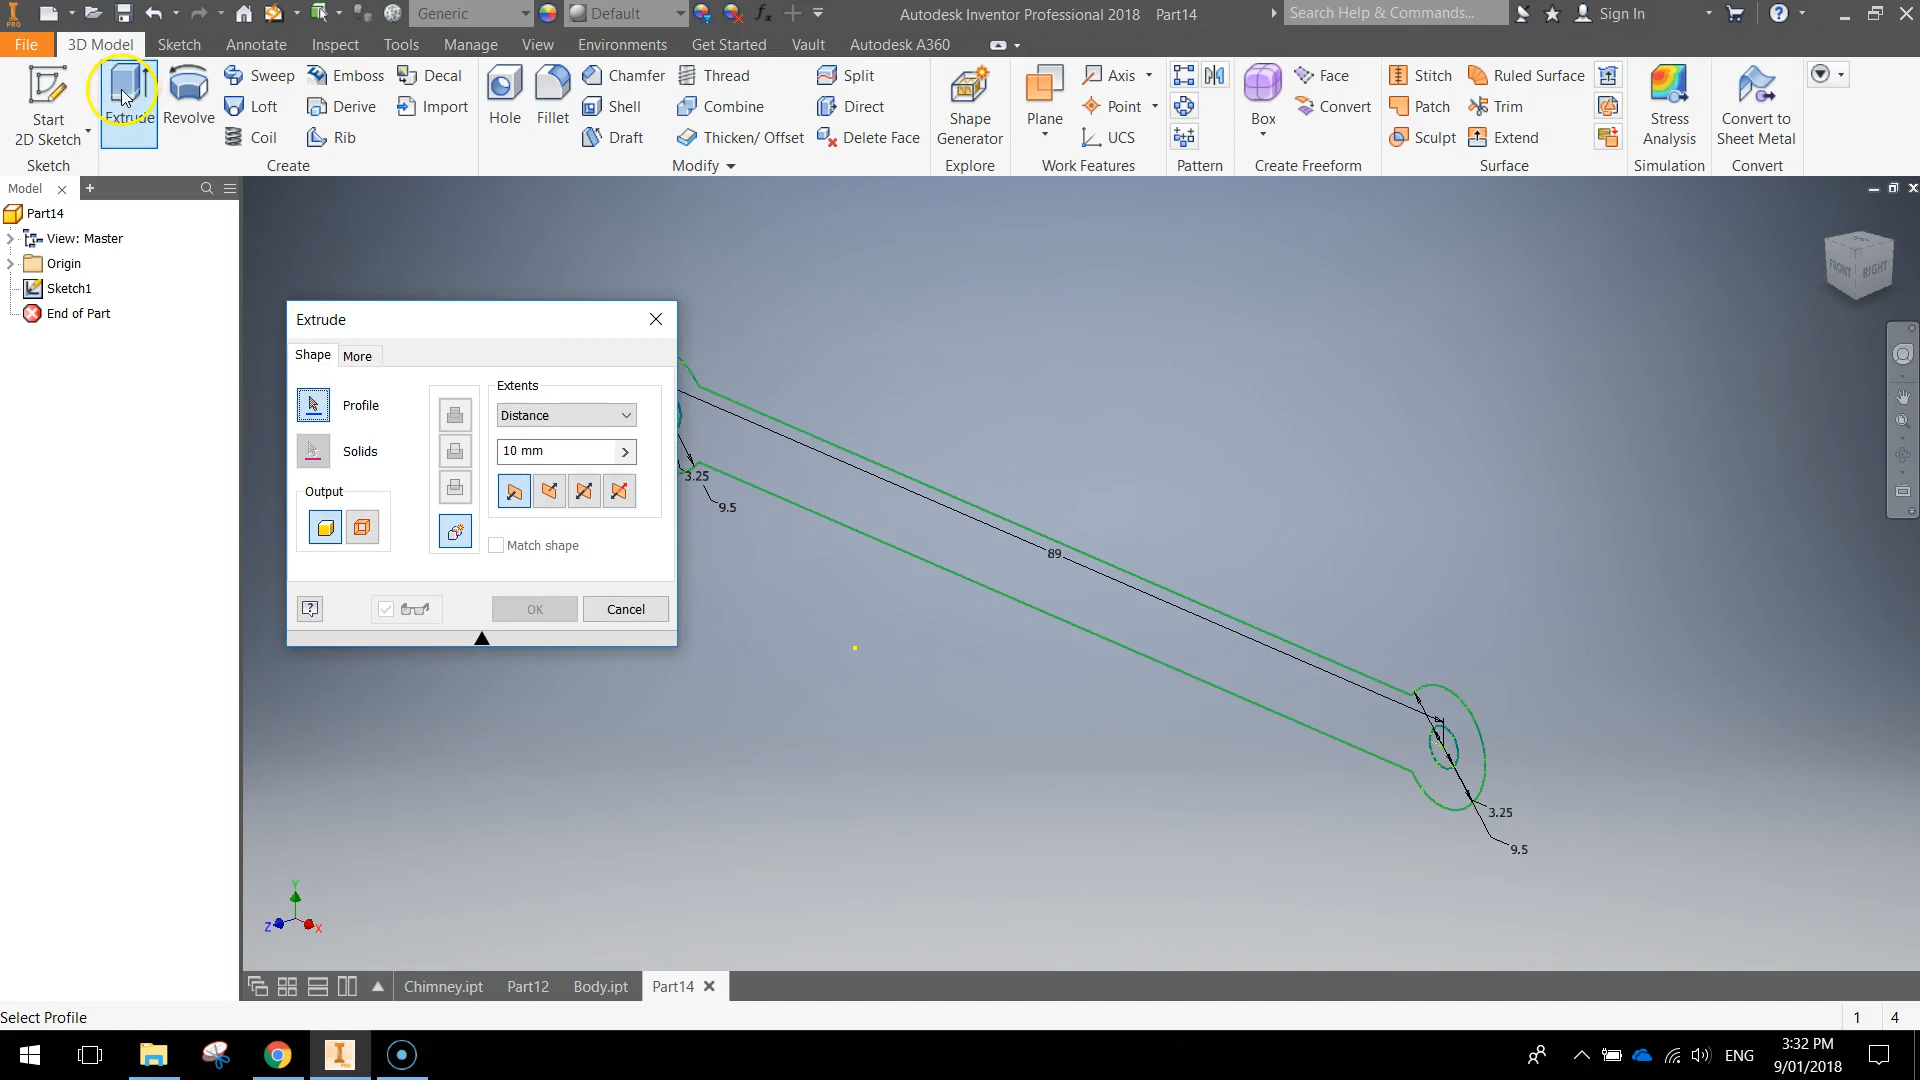 PRO
Generic
Default
Autodesk Inventor Professional 2018 Part14
Search Help & Commands...
Sign In
File 3D Model Sketch Annotate Inspect Tools Manage View Environments Get Started Vault Autodesk A360
Start
2D Sketch
Extrude
Revolve
Sweep
Loft
Coil
Emboss
Derive
Rib
Decal
Import
Hole
Fillet
Chamfer
Shell
Draft
Thread
Combine
Thicken/ Offset
Split
Direct
Delete Face
Shape
Generator
Plane
Axis
Point
UCS
Box
Face
Convert
Stitch
Patch
Sculpt
Ruled Surface
Trim
Extend
Stress
Analysis
Convert to
Sheet Metal
Sketch Create Modify Explore Work Features Pattern Create Freeform Surface Simulation Convert
Model
Part14
View: Master
Origin
Sketch1
End of Part
Extrude
Shape More
Profile
Solids
Output
Extents
Distance
10 mm
Match shape
OK Cancel
3.25
9.5
89
3.25
9.5
FRONT RIGHT
Y
Z X
Chimney.ipt Part12 Body.ipt Part14
Select Profile
1 4
ENG
3:32 PM
9/01/2018